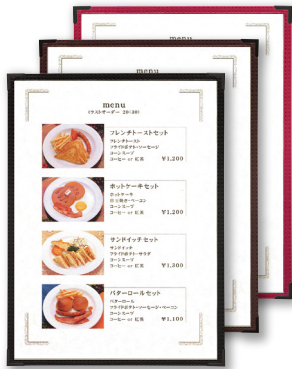 menu
menu
menu
(ラストオーダー 20:30)
フレンチトーストセット
フレンチトースト
フライドポテト・ソーセージ
コーンスープ
コーヒー or 紅茶 ¥1,200
ホットケーキセット
ホットケーキ
目玉焼き・ベーコン
コーンスープ
コーヒー or 紅茶 ¥1,200
サンドイッチセット
サンドイッチ
フライドポテト・サラダ
コーンスープ
コーヒー or 紅茶 ¥1,300
バターロールセット
バターロール
フライドポテト・ソーセージ・ベーコン
コーンスープ
コーヒー or 紅茶 ¥1,100